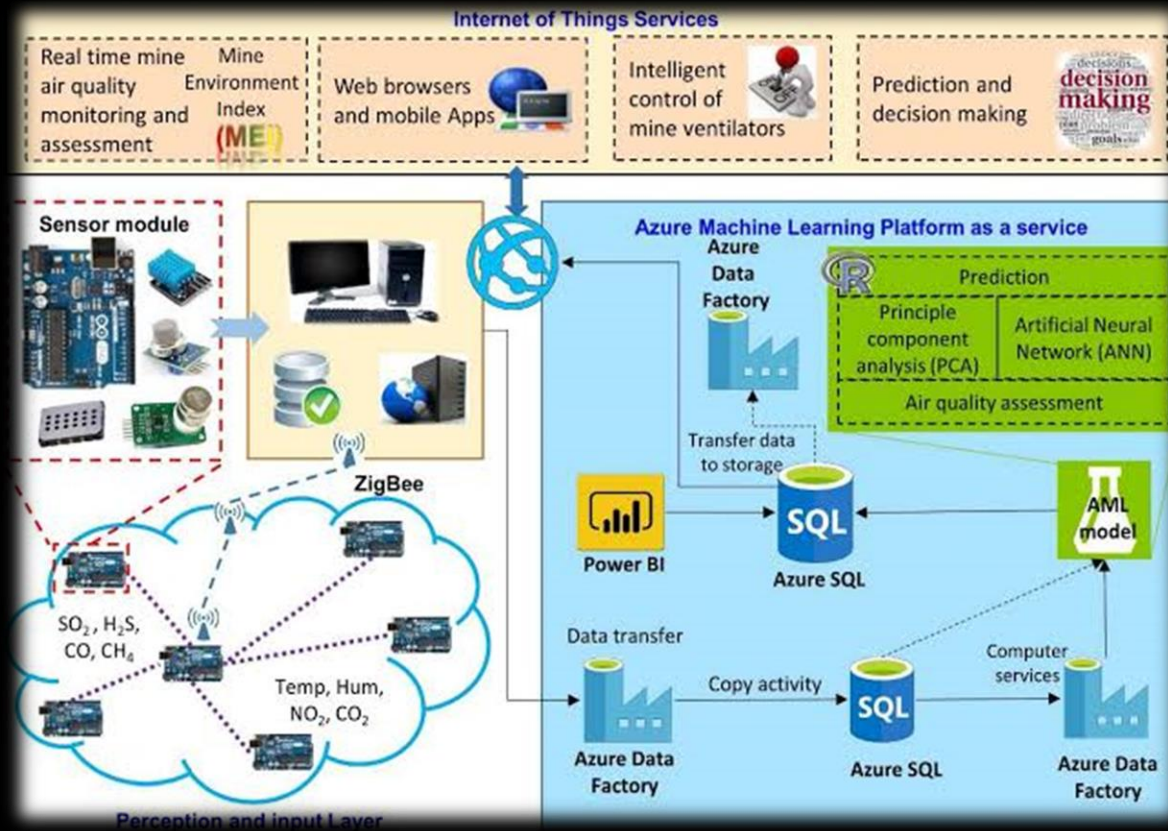 Internet of Things Services
Real time mine
air quality
monitoring and
assessment
Mine
Environment
Index
(MEI)
Web browsers
and mobile Apps
Intelligent
control of
mine ventilators
Prediction and
decision making
decisions
decision
making
problem
goals
Sensor module
ZigBee
SO₂, H₂S,
CO, CH₄
Temp, Hum,
NO₂, CO₂
Perception and input Layer
Azure Machine Learning Platform as a service
Azure
Data
Factory
R
Prediction
Principle
component
analysis (PCA)
Artificial Neural
Network (ANN)
Air quality assessment
Transfer data
to storage
Power BI
SQL
Azure SQL
AML
model
Data transfer
Azure Data
Factory
Copy activity
SQL
Azure SQL
Computer
services
Azure Data
Factory